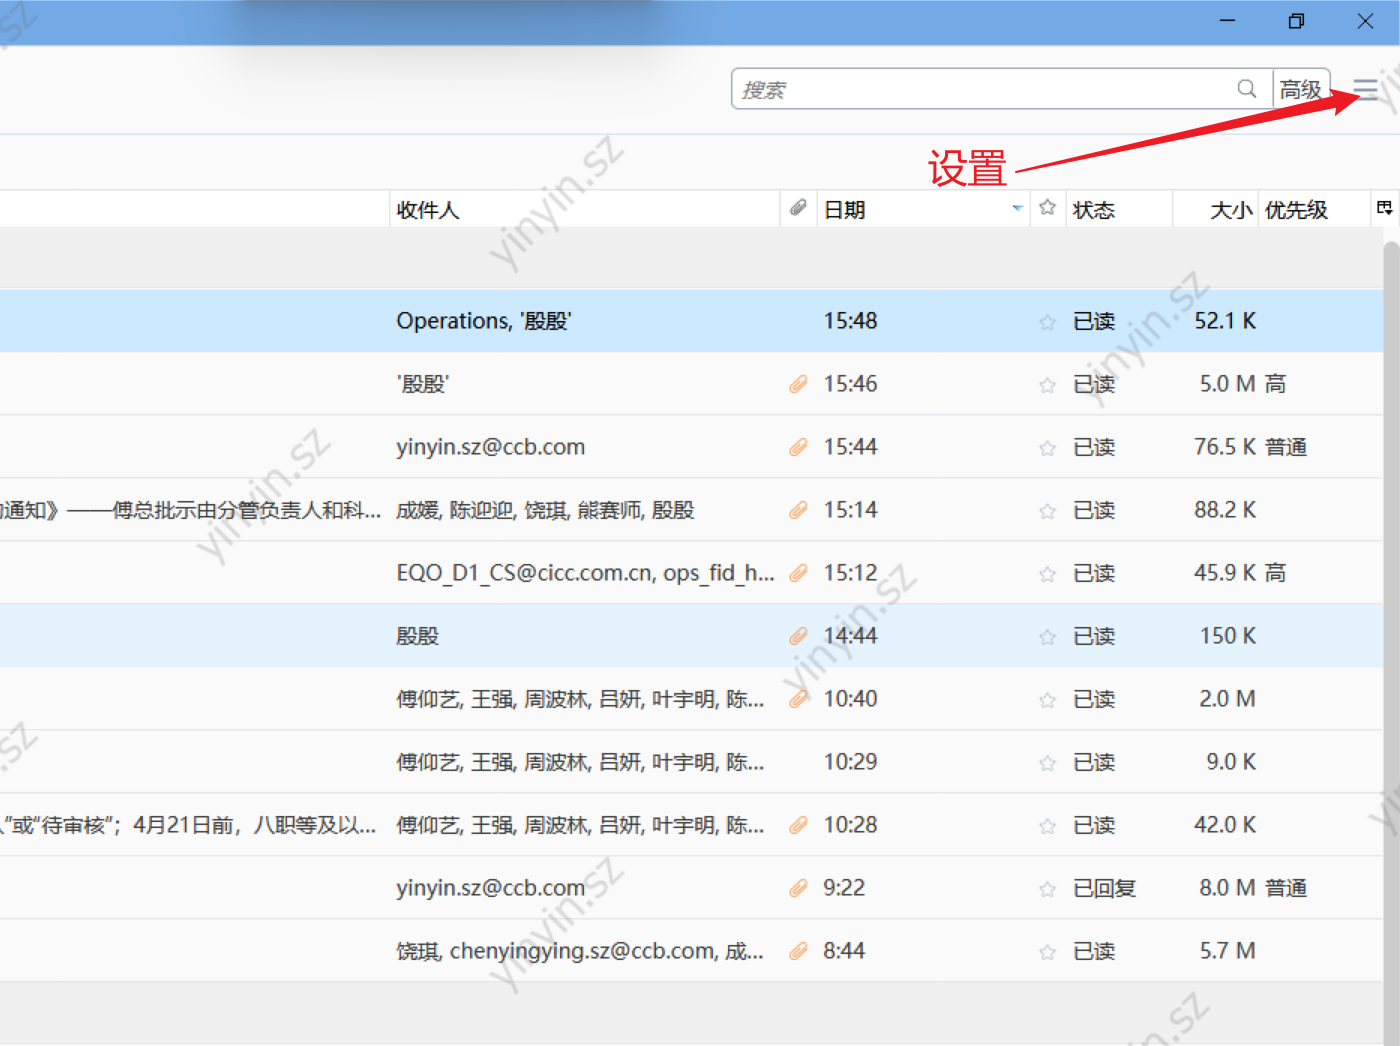 搜索 高级
设置
收件人 日期 状态 大小 优先级
Operations, '殷殷' 15:48 已读 52.1 K
'殷殷' 15:46 已读 5.0 M 高
yinyin.sz@ccb.com 15:44 已读 76.5 K 普通
通知》——傅总批示由分管负责人和科... 成媛, 陈迎迎, 饶琪, 熊赛师, 殷殷 15:14 已读 88.2 K
EQO_D1_CS@cicc.com.cn, ops_fid_h... 15:12 已读 45.9 K 高
殷殷 14:44 已读 150 K
傅仰艺, 王强, 周波林, 吕妍, 叶宇明, 陈... 10:40 已读 2.0 M
傅仰艺, 王强, 周波林, 吕妍, 叶宇明, 陈... 10:29 已读 9.0 K
”或“待审核”；4月21日前，八职等及以... 傅仰艺, 王强, 周波林, 吕妍, 叶宇明, 陈... 10:28 已读 42.0 K
yinyin.sz@ccb.com 9:22 已回复 8.0 M 普通
饶琪, chenyingying.sz@ccb.com, 成... 8:44 已读 5.7 M
yinyin.sz
yinyin.sz
yinyin.sz
yinyin.sz
yinyin.sz